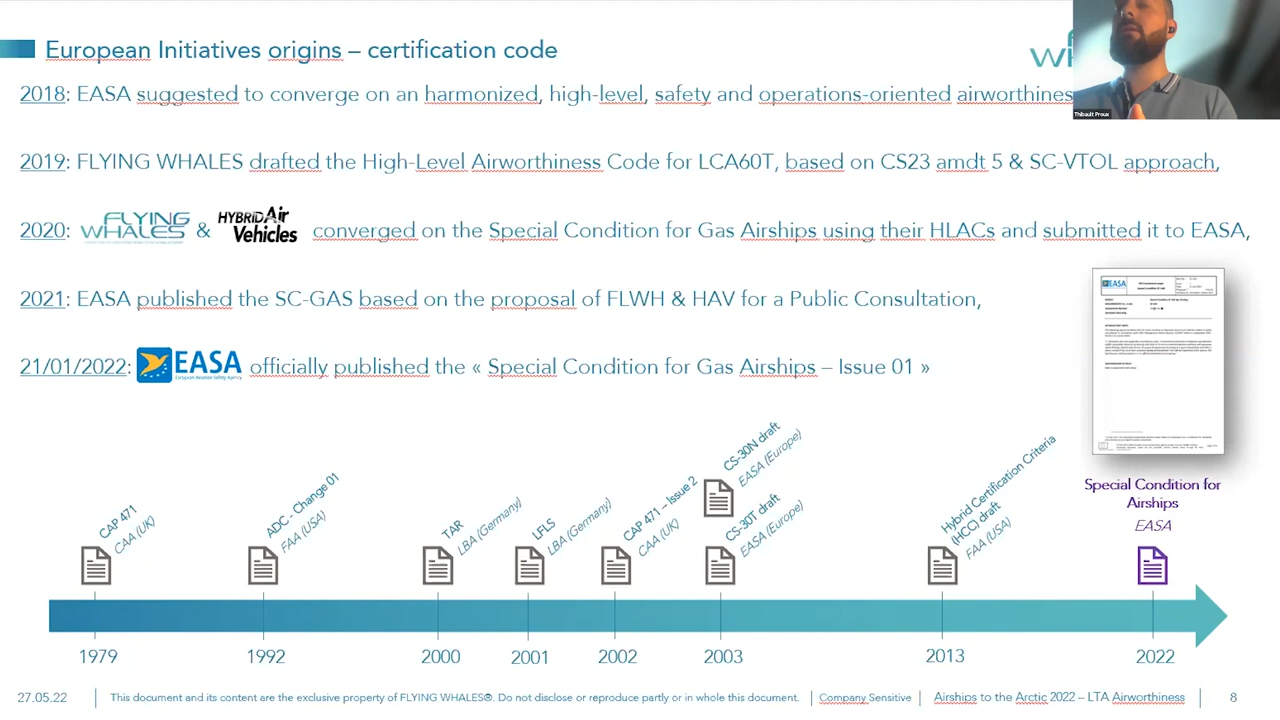 European Initiatives origins – certification code
WH
2018: EASA suggested to converge on an harmonized, high-level, safety and operations-oriented airworthines
Thibault Proux
2019: FLYING WHALES drafted the High-Level Airworthiness Code for LCA60T, based on CS23 amdt 5 & SC-VTOL approach,
2020: FLYING WHALES & HYBRID Air Vehicles converged on the Special Condition for Gas Airships using their HLACs and submitted it to EASA,
2021: EASA published the SC-GAS based on the proposal of FLWH & HAV for a Public Consultation,
21/01/2022: EASA European Aviation Safety Agency officially published the « Special Condition for Gas Airships – Issue 01 »
EASA
CAP 471
CAA (UK)
ADC - Change 01
FAA (USA)
TAR
LBA (Germany)
LFLS
LBA (Germany)
CAP 471 – Issue 2
CAA (UK)
CS-30N draft
EASA (Europe)
CS-30T draft
EASA (Europe)
Hybrid Certification Criteria
(HCC) draft
FAA (USA)
Special Condition for
Airships
EASA
1979 1992 2000 2001 2002 2003 2013 2022
27.05.22 | This document and its content are the exclusive property of FLYING WHALES®. Do not disclose or reproduce partly or in whole this document. | Company Sensitive | Airships to the Arctic 2022 – LTA Airworthiness | 8